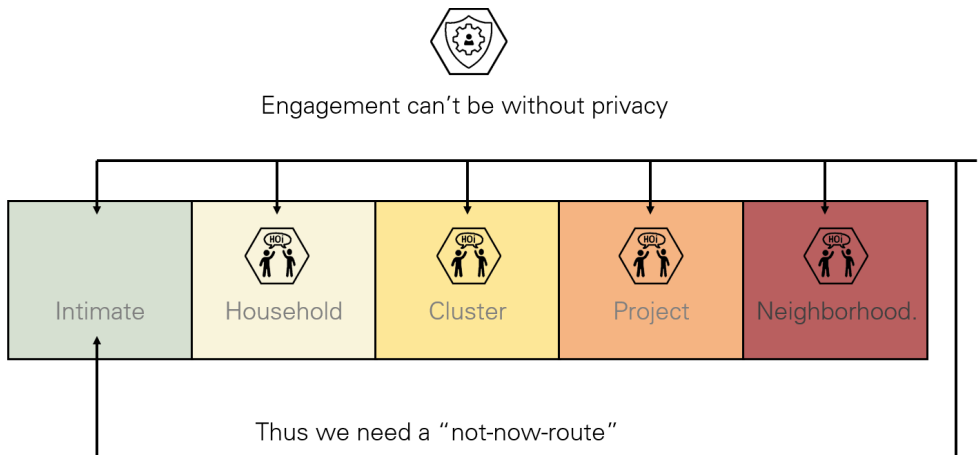 Engagement can't be without privacy
HOi HOi HOi HOi
Intimate Household Cluster Project Neighborhood.
Thus we need a “not-now-route”